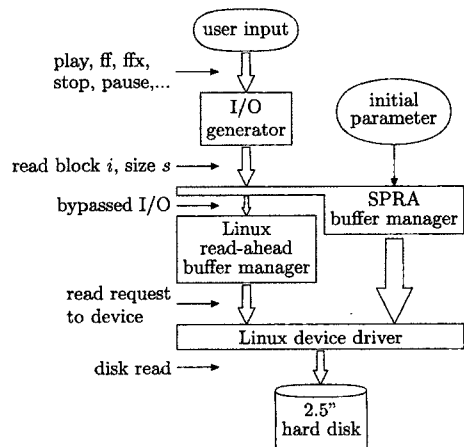 user input
play, ff, ffx,
stop, pause,...
I/O
generator
initial
parameter
read block i, size s
bypassed I/O
SPRA
buffer manager
Linux
read-ahead
buffer manager
read request
to device
Linux device driver
disk read
2.5"
hard disk